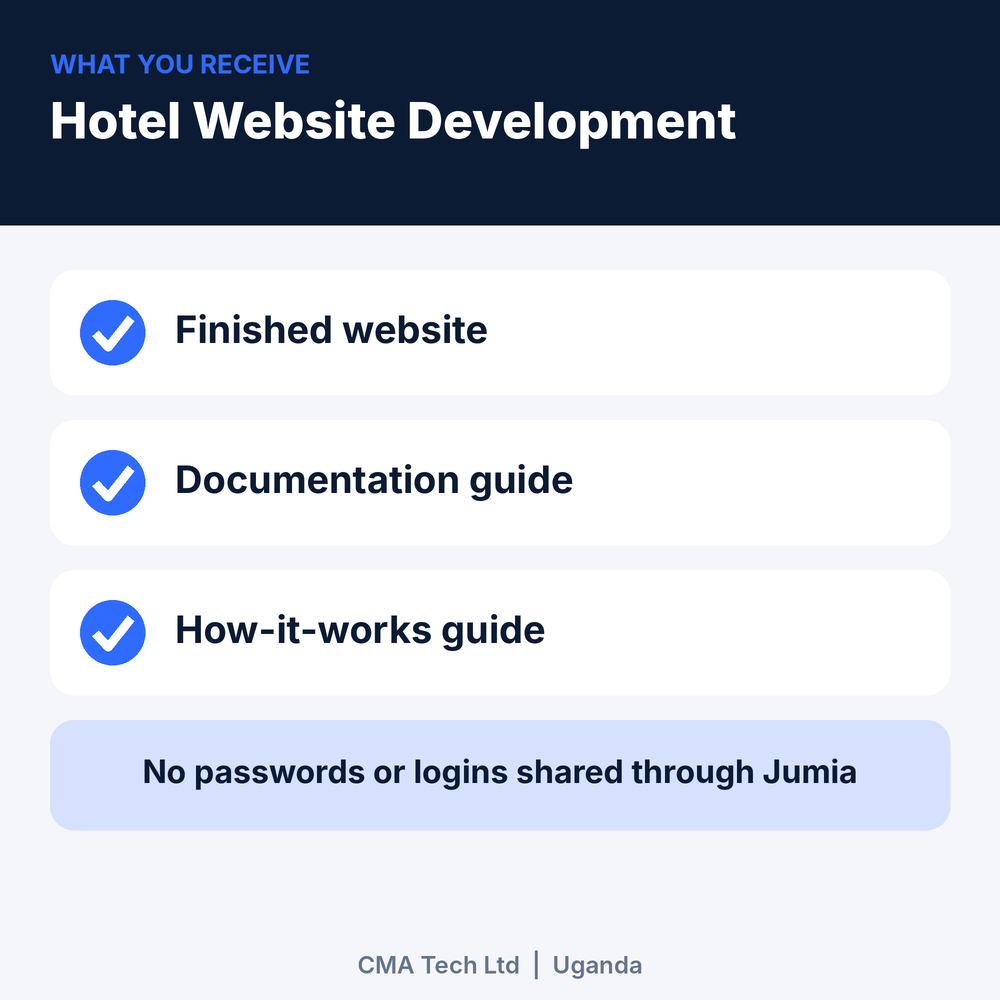 WHAT YOU RECEIVE
Hotel Website Development
Finished website
Documentation guide
How-it-works guide
No passwords or logins shared through Jumia
CMA Tech Ltd | Uganda